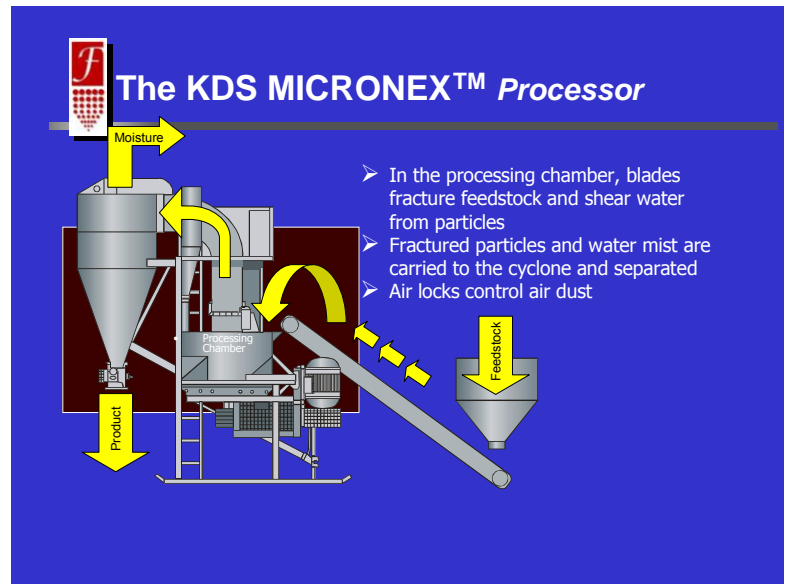 F
The KDS MICRONEX™ Processor
Moisture
➢ In the processing chamber, blades
fracture feedstock and shear water
from particles
➢ Fractured particles and water mist are
carried to the cyclone and separated
➢ Air locks control air dust
Processing
Chamber
Feedstock
Product